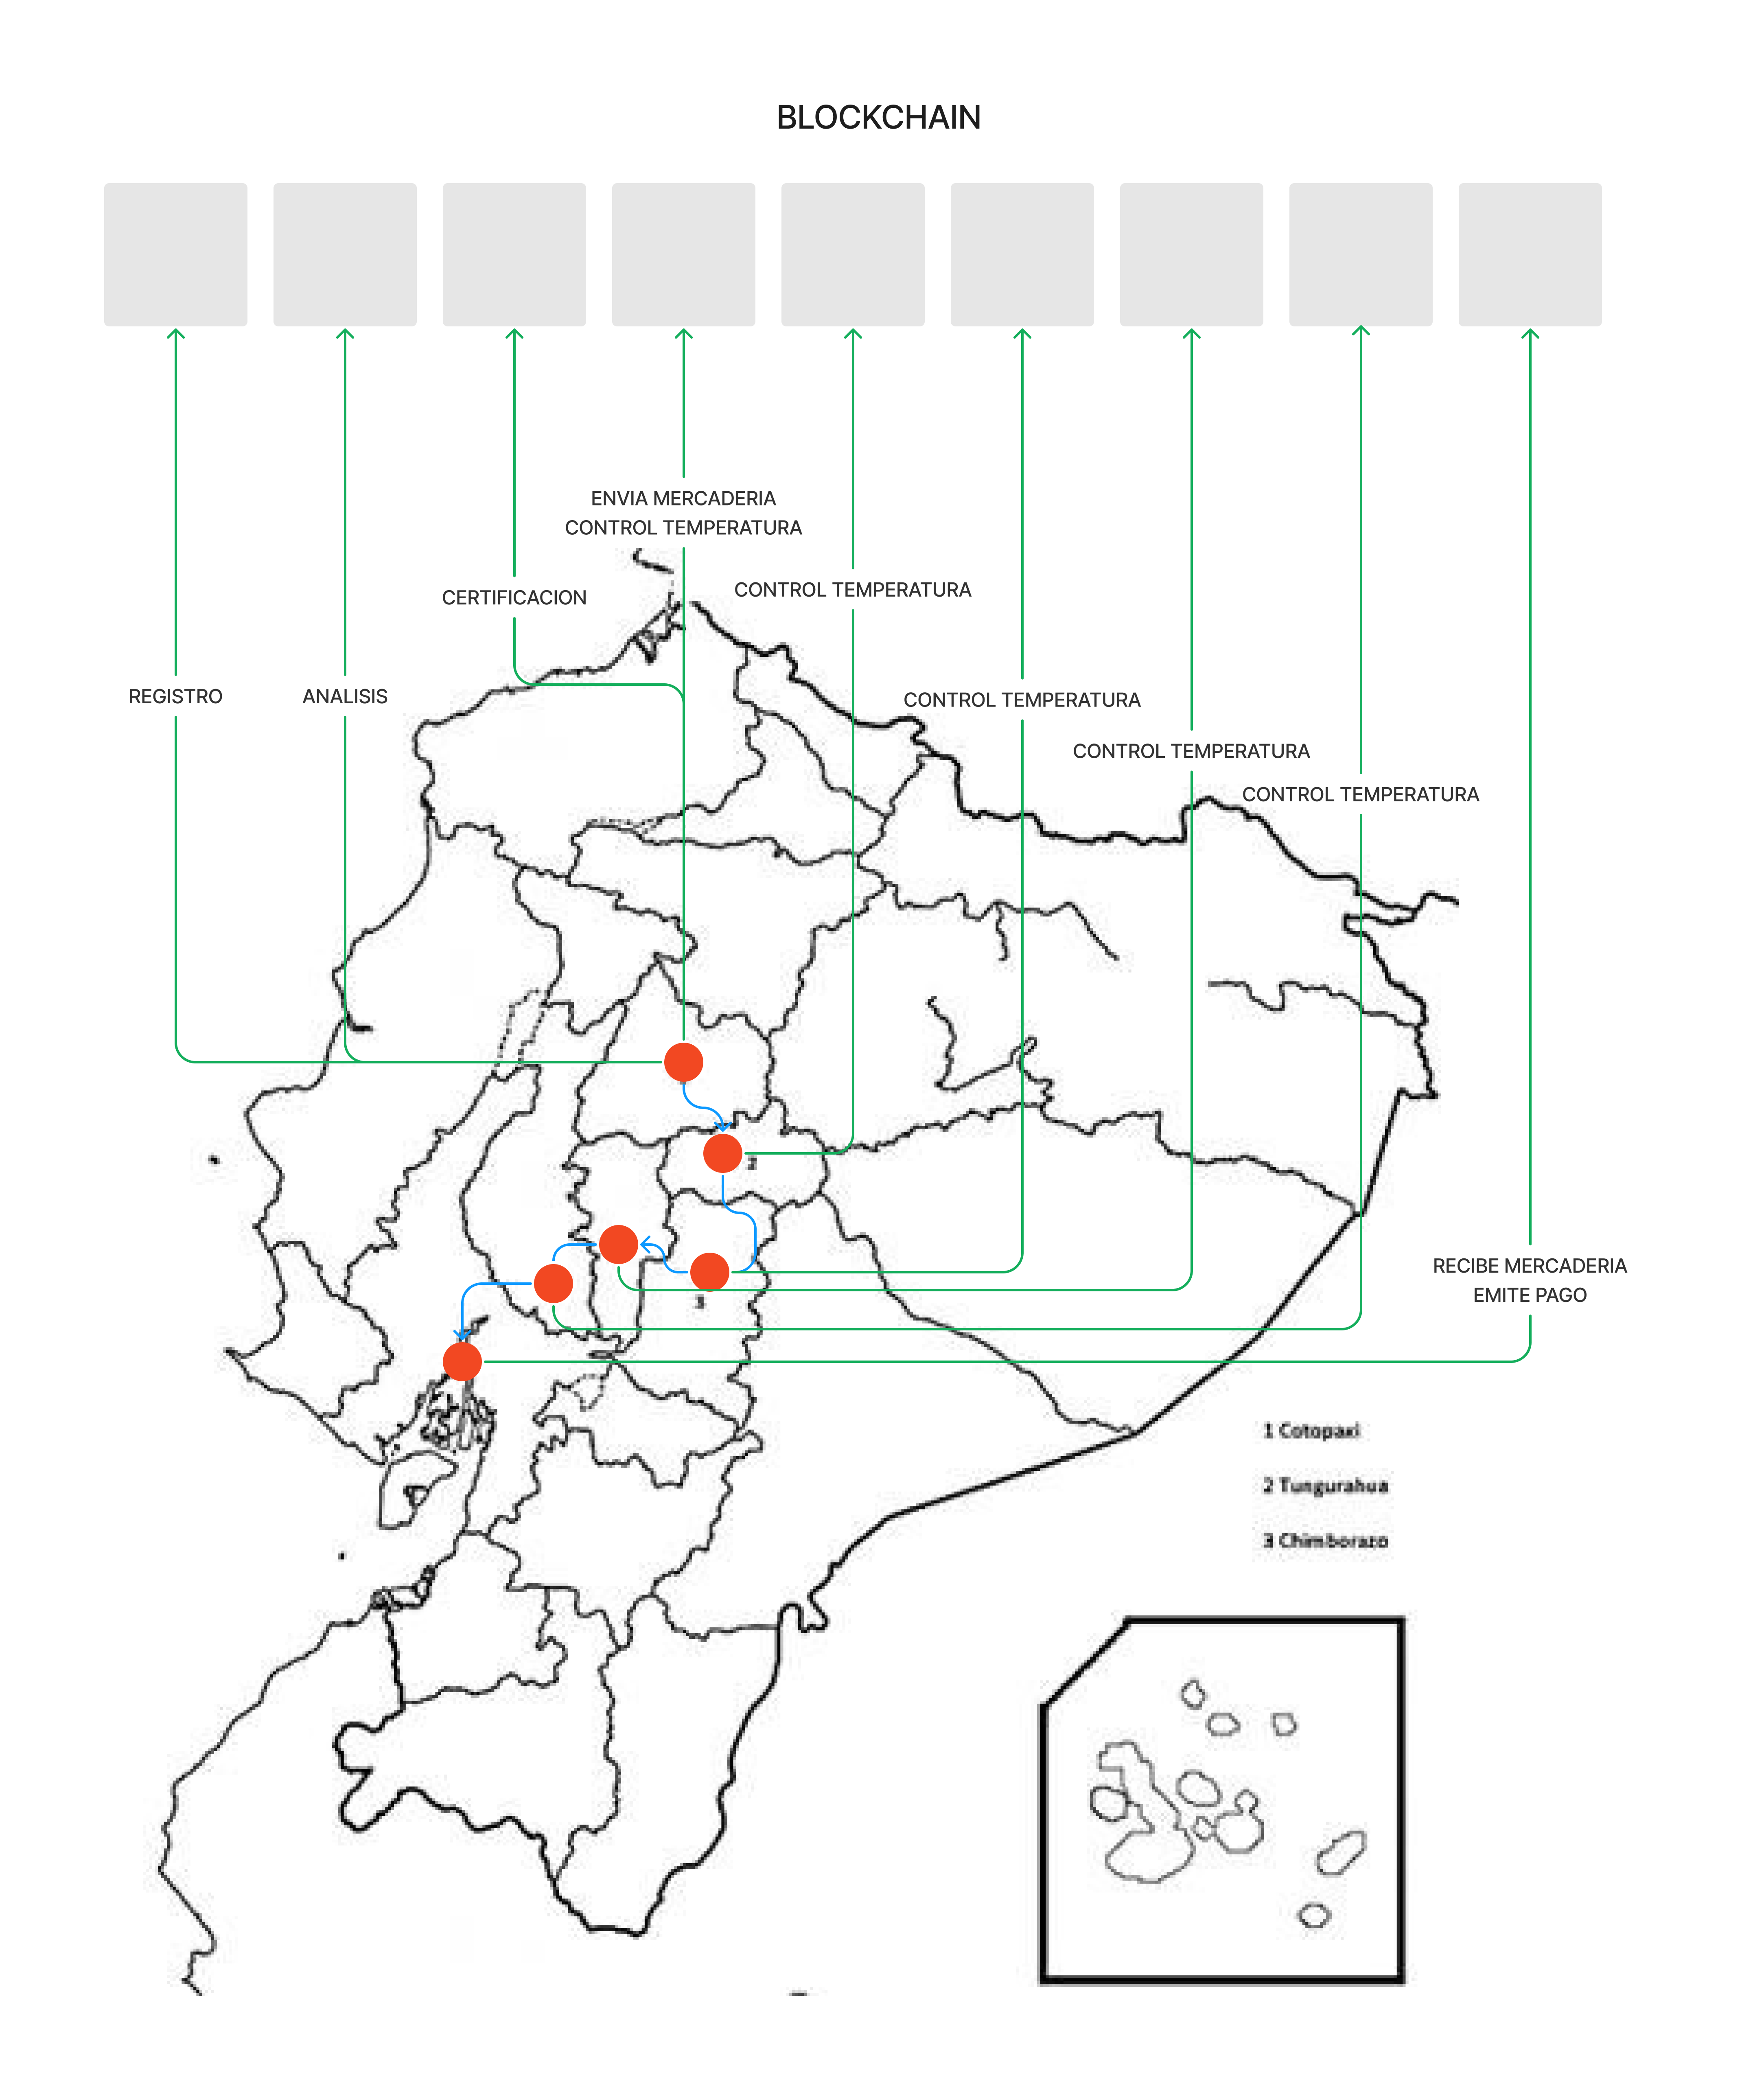 BLOCKCHAIN
ENVIA MERCADERIA
CONTROL TEMPERATURA
CERTIFICACION
CONTROL TEMPERATURA
REGISTRO
ANALISIS
CONTROL TEMPERATURA
CONTROL TEMPERATURA
CONTROL TEMPERATURA
2
3
RECIBE MERCADERIA
EMITE PAGO
1 Cotopaxi
2 Tungurahua
3 Chimborazo